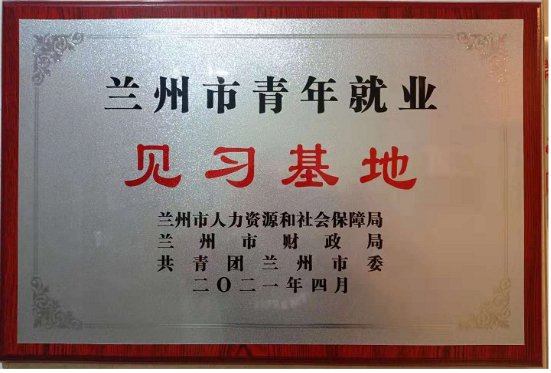 兰州市青年就业
见习基地
兰州市人力资源和社会保障局
兰州市财政局
共青团兰州市委
二〇二一年四月